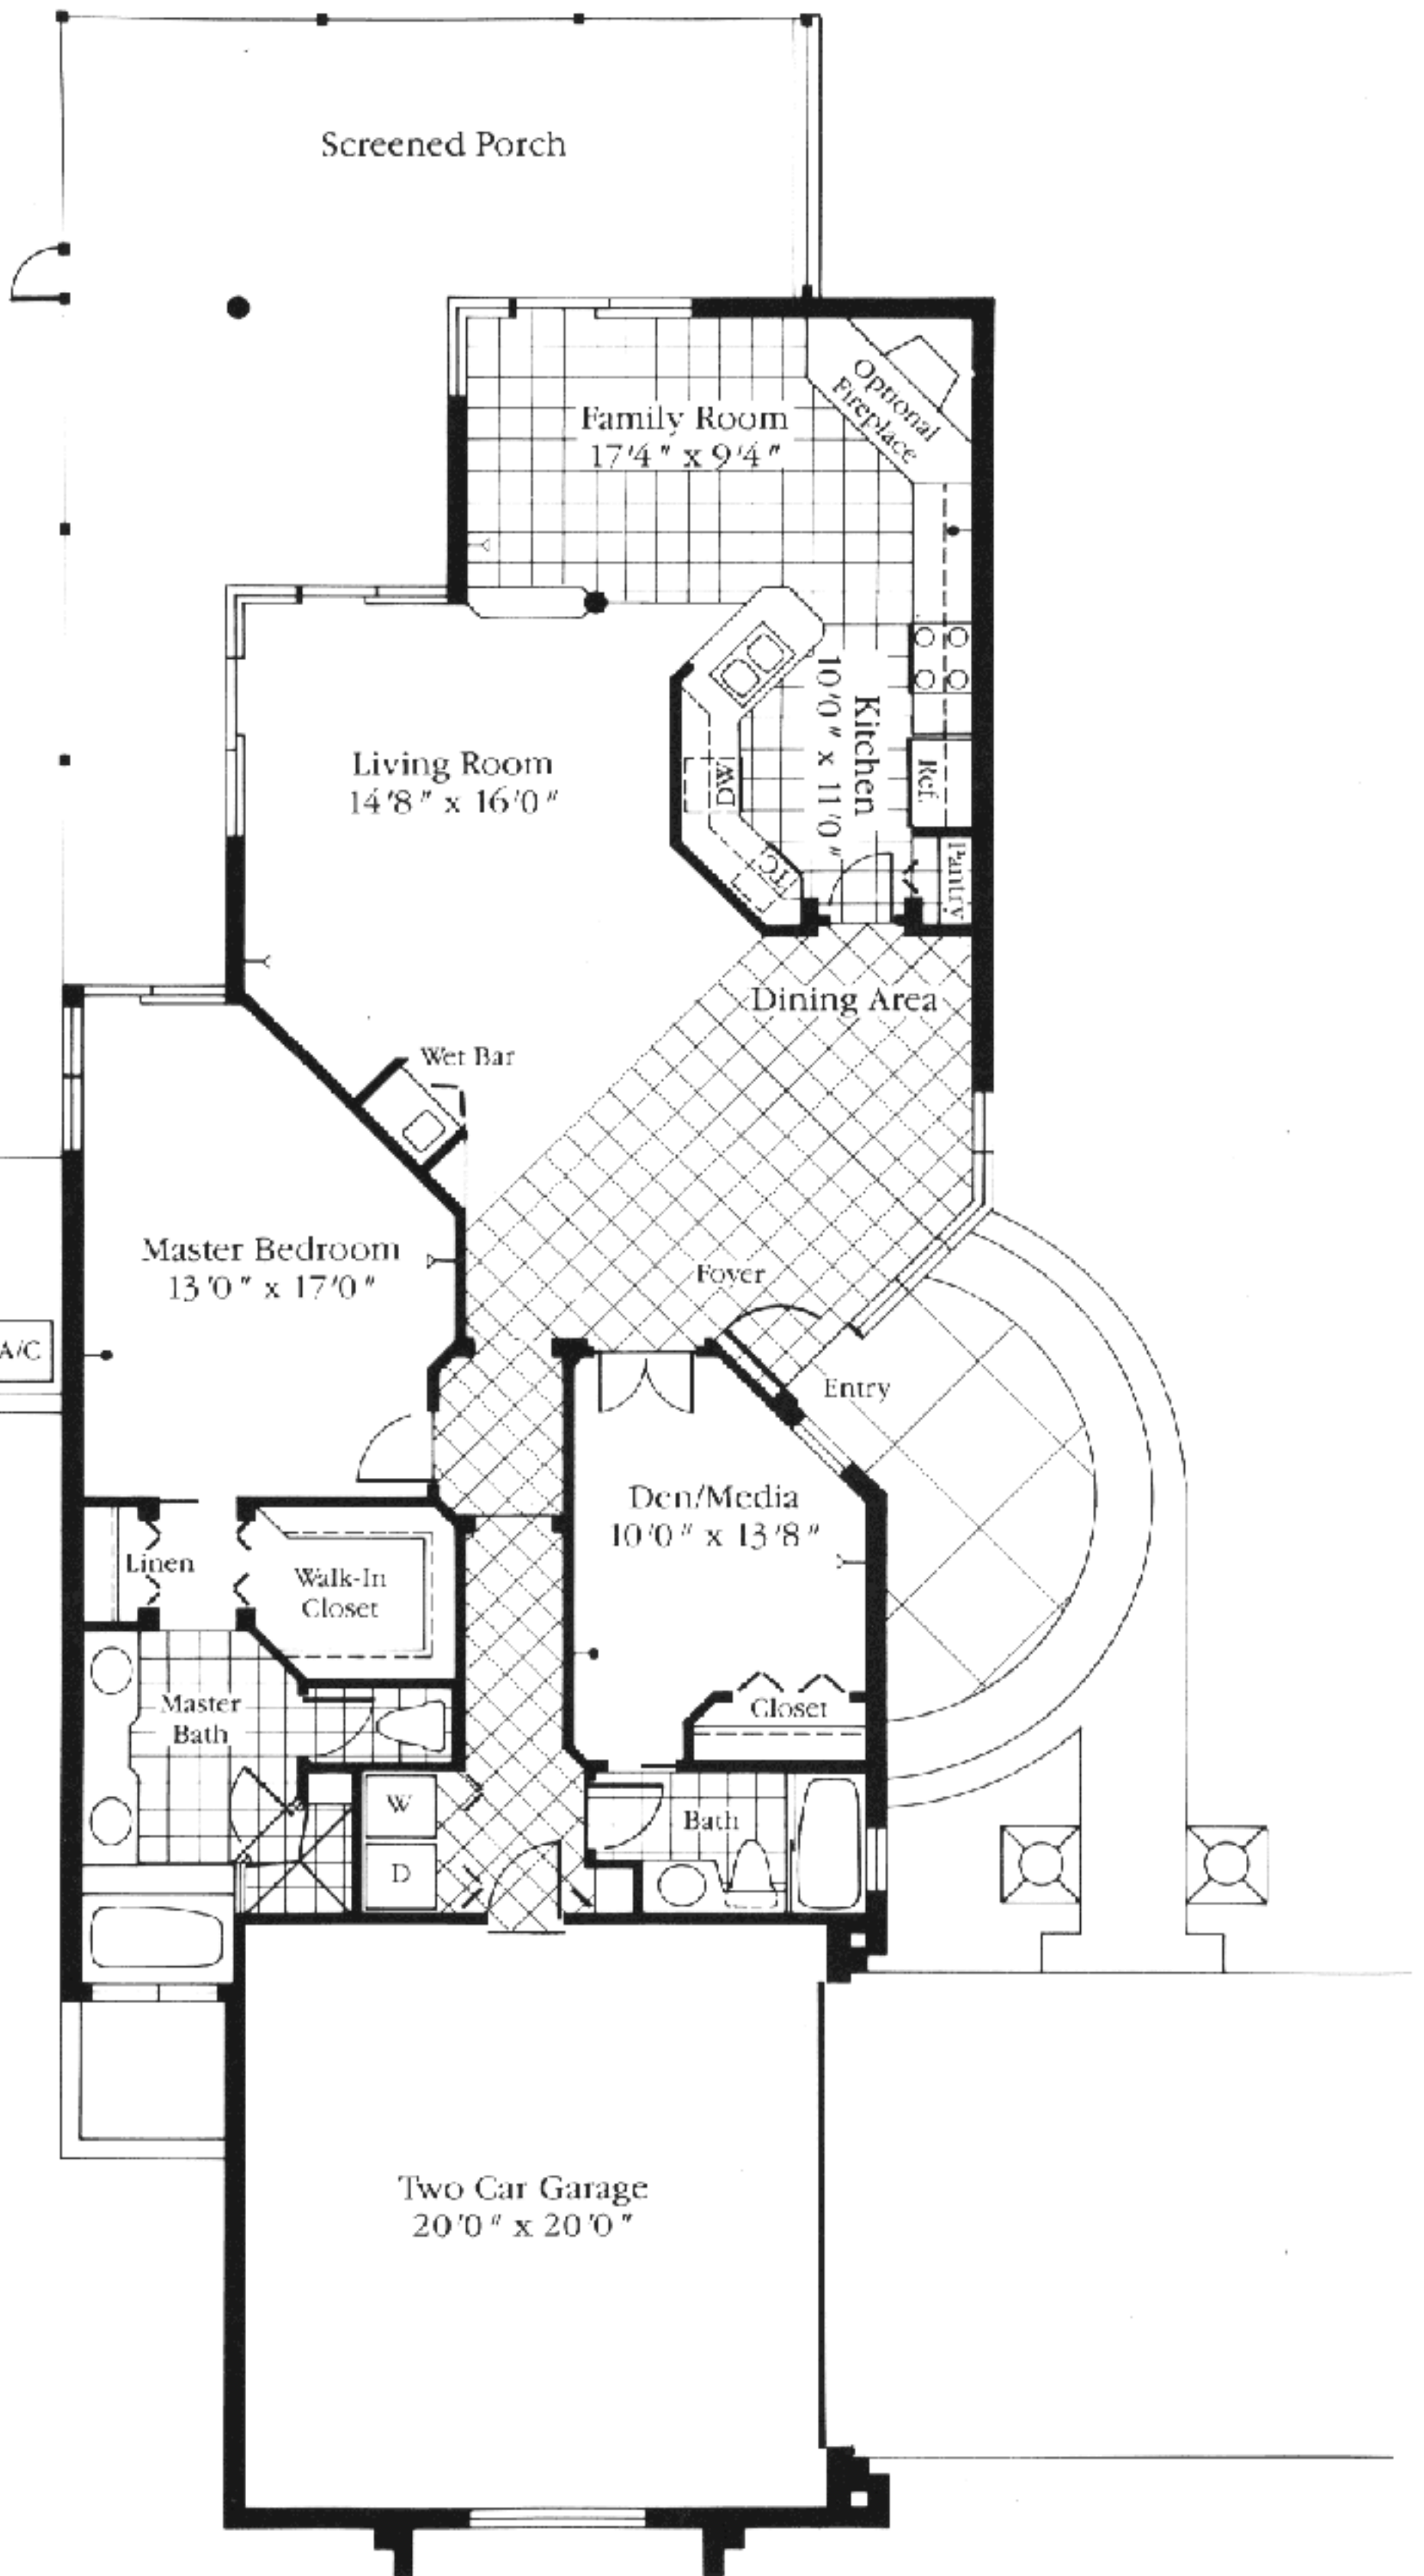 Screened Porch
Family Room
17'4" x 9'4"
Optional
Fireplace
Kitchen
10'0" x 11'0"
Living Room
14'8" x 16'0"
DW
Ref.
TC
Pantry
Dining Area
Wet Bar
Master Bedroom
13'0" x 17'0"
Foyer
A/C
Entry
Den/Media
10'0" x 13'8"
Linen
Walk-In
Closet
Master
Bath
Closet
W
Bath
D
Two Car Garage
20'0" x 20'0"